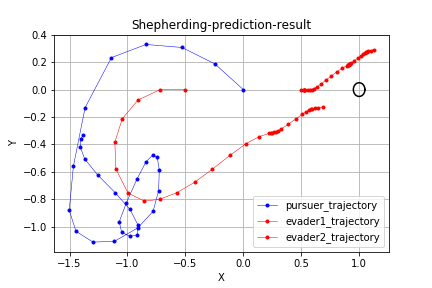 Shepherding-prediction-result
0.4
0.2
0.0
−0.2
−0.4
−0.6
−0.8
−1.0
Y
pursuer_trajectory
evader1_trajectory
evader2_trajectory
−1.5
−1.0
−0.5
0.0
0.5
1.0
X